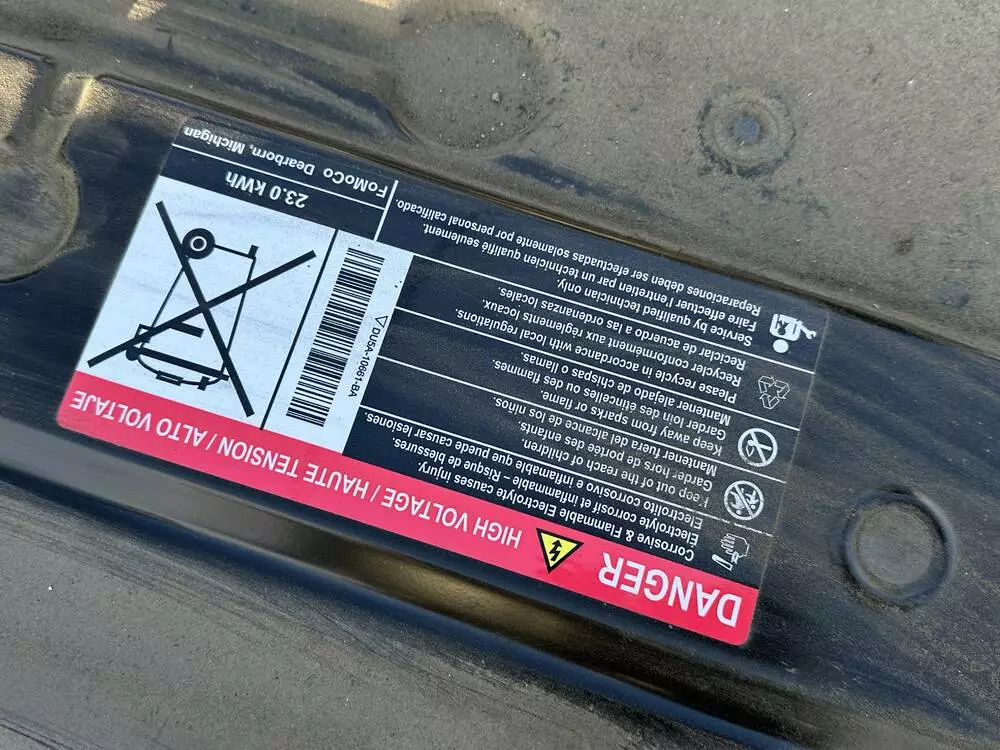 DANGER HIGH VOLTAGE / HAUTE TENSION / ALTO VOLTAJE
Corrosive & Flammable Electrolyte causes injury.
Electrolyte corrosif et inflammable – Risque de blessures.
Electrolito corrosivo e inflamable que puede causar lesiones.
Keep out of the reach of children.
Garder hors de portée des enfants.
Mantener fuera del alcance de los niños.
Keep away from sparks or flame.
Garder loin des étincelles ou des flammes.
Mantener alejado de chispas o llamas.
Please recycle in accordance with local regulations.
Recycler conformément aux règlements locaux.
Reciclar de acuerdo a las ordenanzas locales.
Service by qualified technician only.
Faire effectuer l'entretien par un technicien qualifié seulement.
Reparaciones deben ser efectuadas solamente por personal calificado.
DU5A-10661-BA
23.0 kWh
FoMoCo Dearborn, Michigan